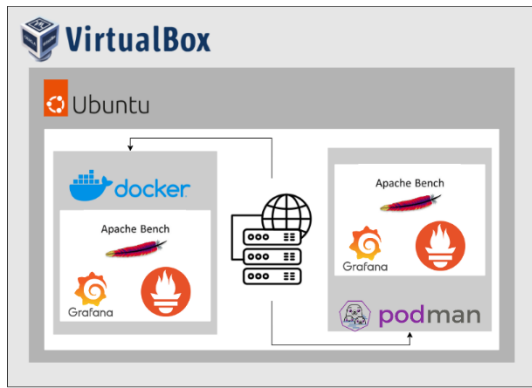 VirtualBox
Ubuntu
docker
Apache Bench
Grafana
Apache Bench
Grafana
podman